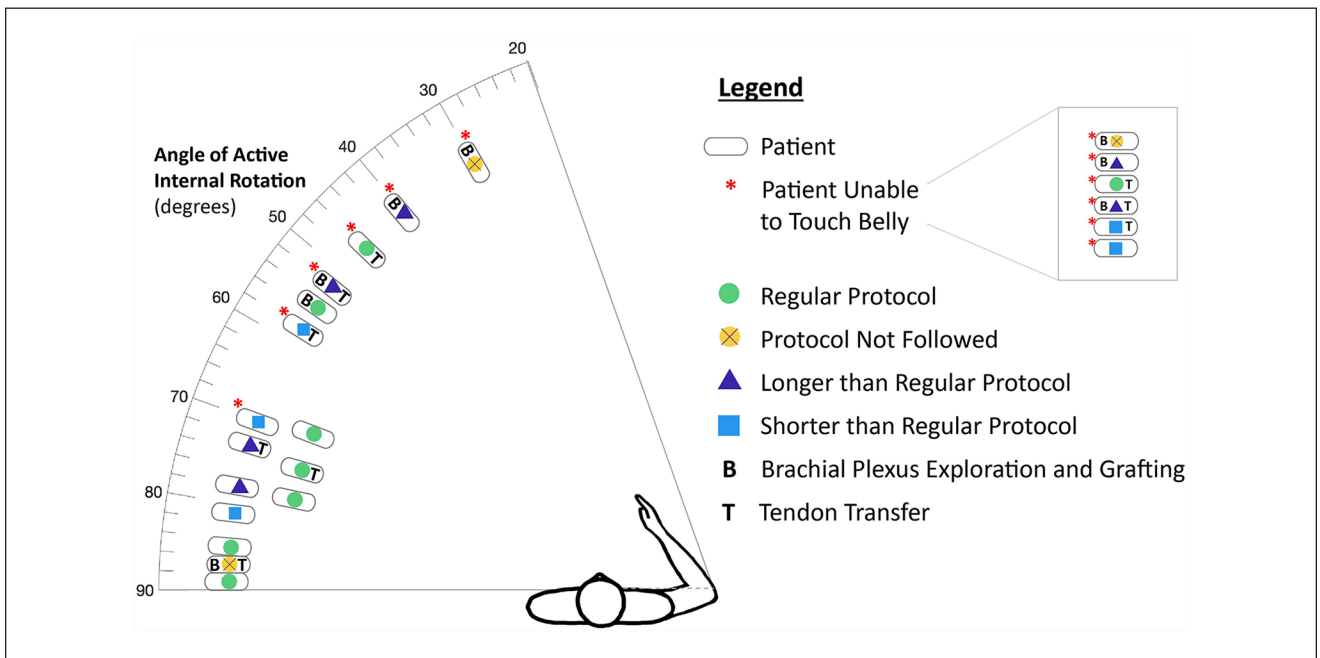 20
30
40
50
60
70
80
90
Angle of Active
Internal Rotation
(degrees)
*
B
*
B
*
T
*
B T
B
*
T
*
T
T
B T
Legend
Patient
* Patient Unable
to Touch Belly
Regular Protocol
Protocol Not Followed
Longer than Regular Protocol
Shorter than Regular Protocol
B Brachial Plexus Exploration and Grafting
T Tendon Transfer
* B
* B
* T
* B T
* T
*